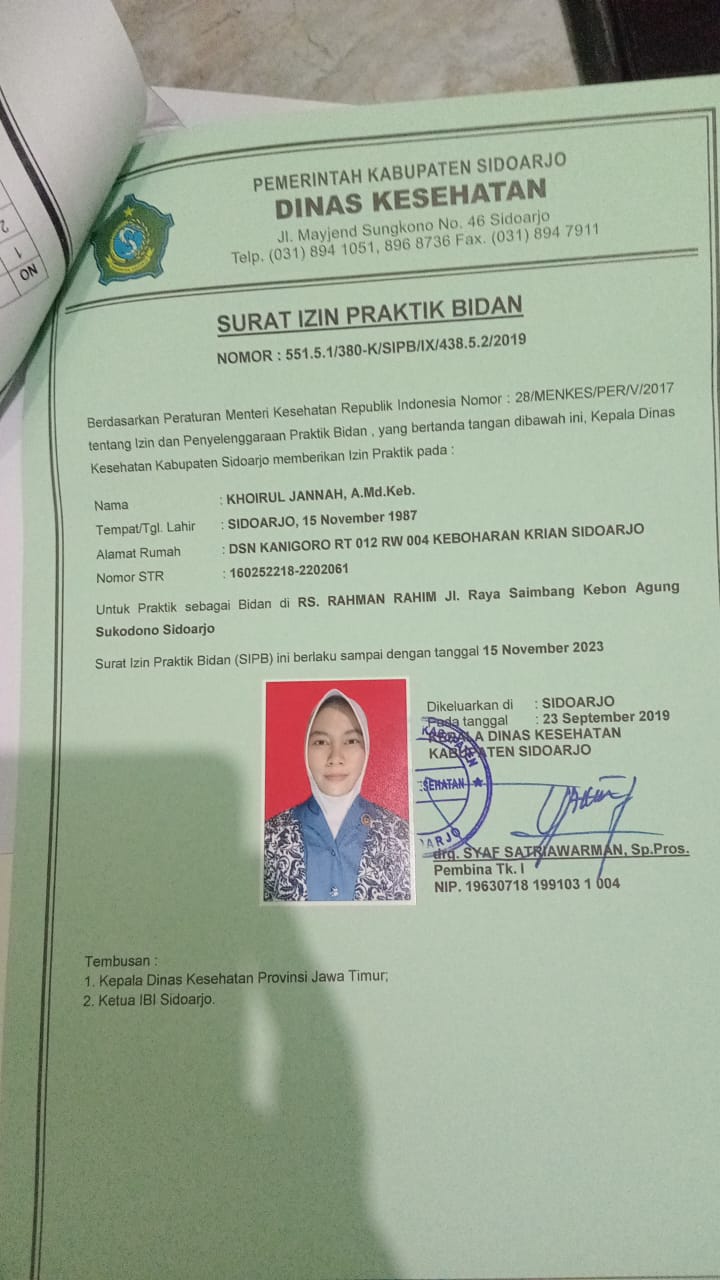 PEMERINTAH KABUPATEN SIDOARJO
DINAS KESEHATAN
Jl. Mayjend Sungkono No. 46 Sidoarjo
Telp. (031) 894 1051, 896 8736 Fax. (031) 894 7911
SURAT IZIN PRAKTIK BIDAN
NOMOR : 551.5.1/380-K/SIPB/IX/438.5.2/2019
Berdasarkan Peraturan Menteri Kesehatan Republik Indonesia Nomor : 28/MENKES/PER/V/2017
tentang Izin dan Penyelenggaraan Praktik Bidan , yang bertanda tangan dibawah ini, Kepala Dinas
Kesehatan Kabupaten Sidoarjo memberikan Izin Praktik pada :
Nama : KHOIRUL JANNAH, A.Md.Keb.
Tempat/Tgl. Lahir : SIDOARJO, 15 November 1987
Alamat Rumah : DSN KANIGORO RT 012 RW 004 KEBOHARAN KRIAN SIDOARJO
Nomor STR : 160252218-2202061
Untuk Praktik sebagai Bidan di RS. RAHMAN RAHIM Jl. Raya Saimbang Kebon Agung
Sukodono Sidoarjo
Surat Izin Praktik Bidan (SIPB) ini berlaku sampai dengan tanggal 15 November 2023
Dikeluarkan di : SIDOARJO
Pada tanggal : 23 September 2019
KEPALA DINAS KESEHATAN
KABUPATEN SIDOARJO
drg. SYAF SATRIAWARMAN, Sp.Pros.
Pembina Tk. I
NIP. 19630718 199103 1 004
Tembusan :
1. Kepala Dinas Kesehatan Provinsi Jawa Timur;
2. Ketua IBI Sidoarjo.
NO
1
2